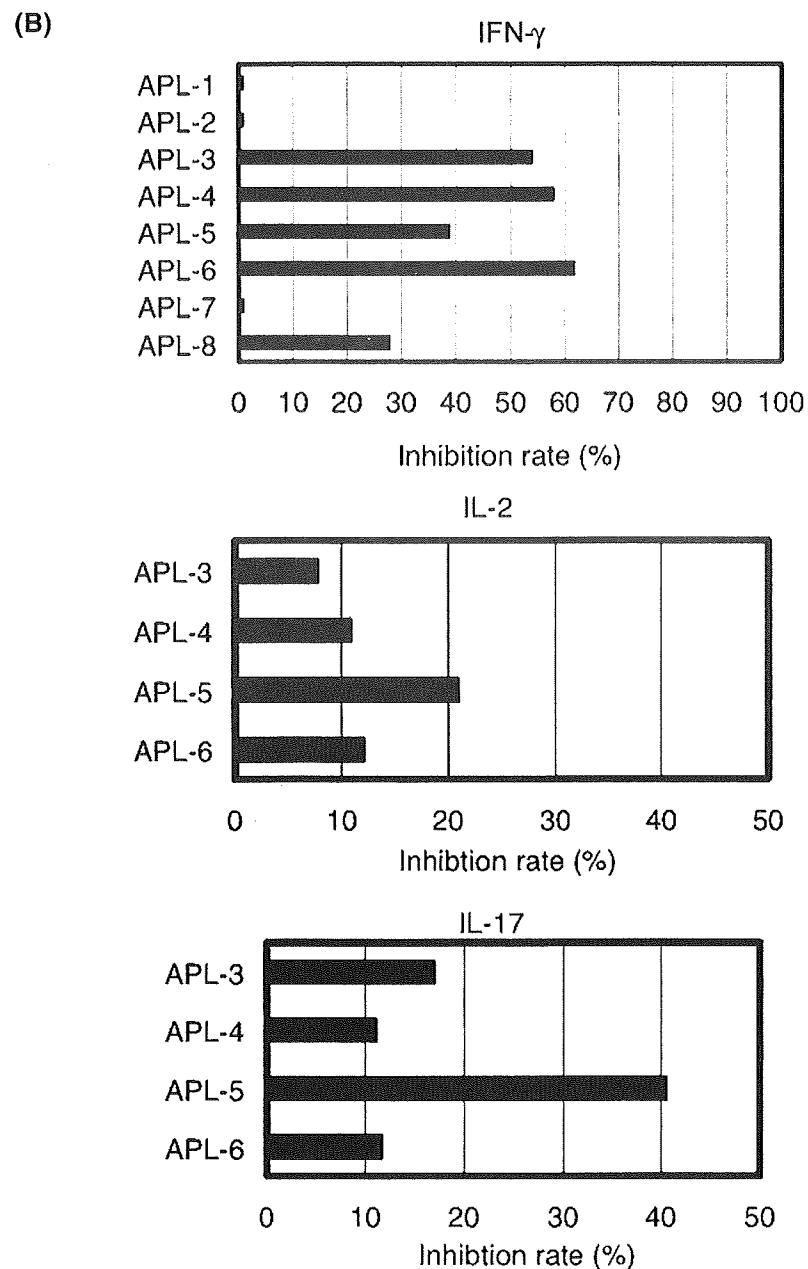 (B)
IFN-γ
APL-1
APL-2
APL-3
APL-4
APL-5
APL-6
APL-7
APL-8
0 10 20 30 40 50 60 70 80 90 100
Inhibition rate (%)
IL-2
APL-3
APL-4
APL-5
APL-6
0 10 20 30 40 50
Inhibtion rate (%)
IL-17
APL-3
APL-4
APL-5
APL-6
0 10 20 30 40 50
Inhibtion rate (%)